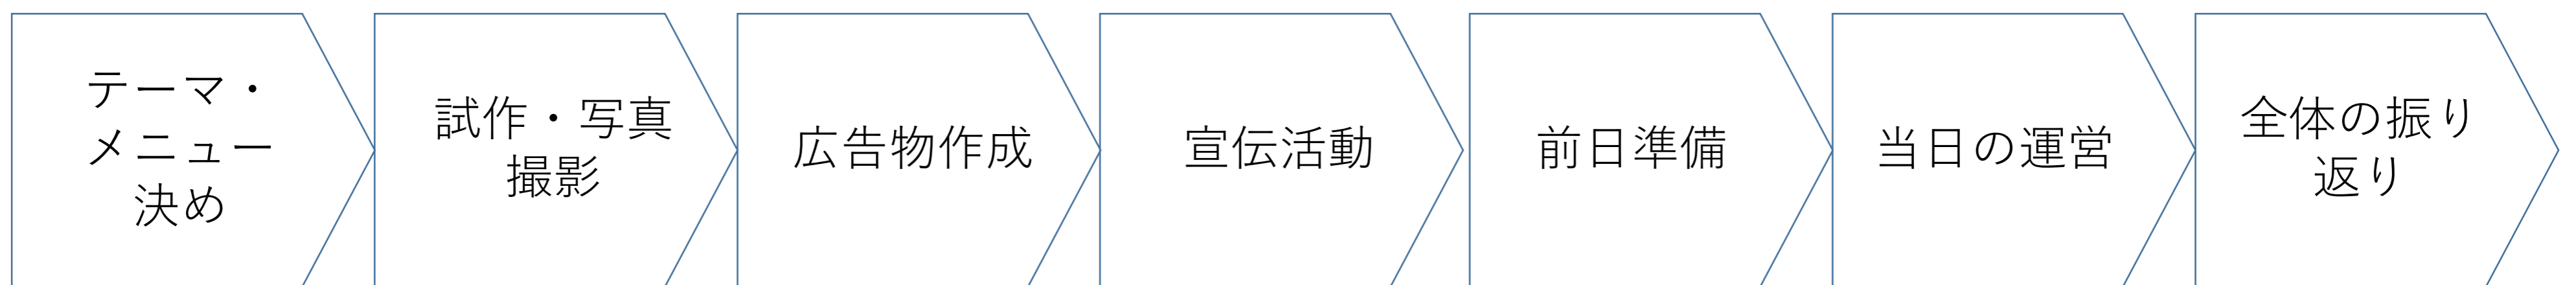 テーマ・
メニュー
決め
試作・写真
撮影
広告物作成
宣伝活動
前日準備
当日の運営
全体の振り
返り